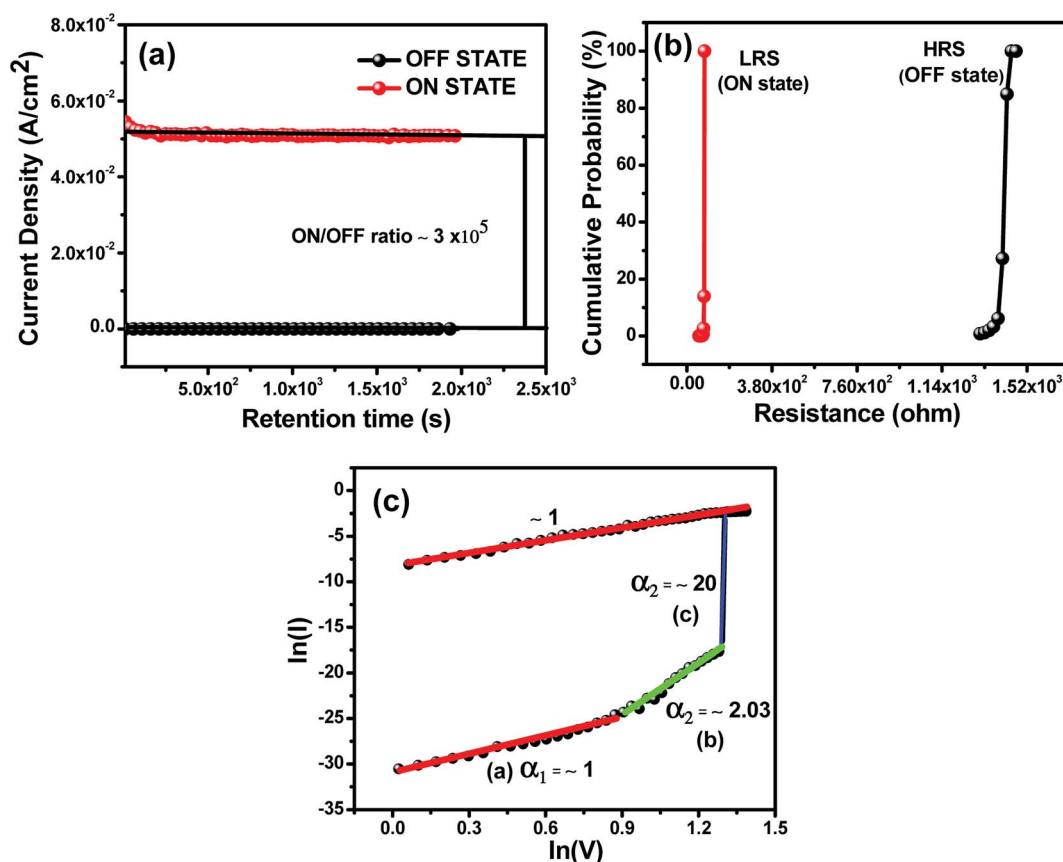 (a)
OFF STATE
ON STATE
8.0x10⁻²
6.0x10⁻²
4.0x10⁻²
2.0x10⁻²
0.0
Current Density (A/cm²)
ON/OFF ratio ~ 3 x10⁵
5.0x10² 1.0x10³ 1.5x10³ 2.0x10³ 2.5x10³
Retention time (s)
(b)
LRS
(ON state)
HRS
(OFF state)
100
80
60
40
20
0
Cumulative Probability (%)
0.00 3.80x10² 7.60x10² 1.14x10³ 1.52x10³
Resistance (ohm)
(c)
0
-5
-10
-15
-20
-25
-30
-35
ln(I)
~ 1
α₂ = ~ 20
(c)
α₂ = ~ 2.03
(b)
(a) α₁ = ~ 1
0.0 0.3 0.6 0.9 1.2 1.5
ln(V)